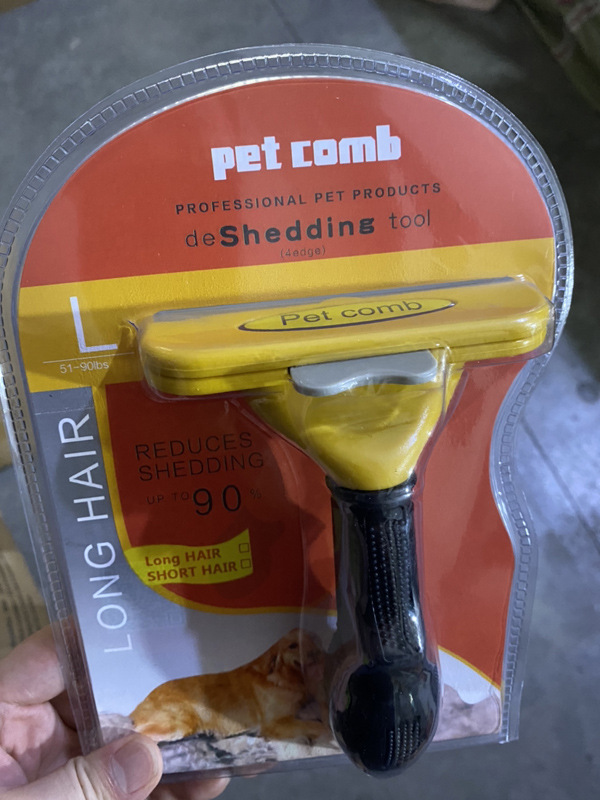 pet comb
PROFESSIONAL PET PRODUCTS
deShedding tool
(4edge)
L
51-90lbs
Pet comb
LONG HAIR
REDUCES
SHEDDING
UP TO 90 %
Long HAIR
SHORT HAIR